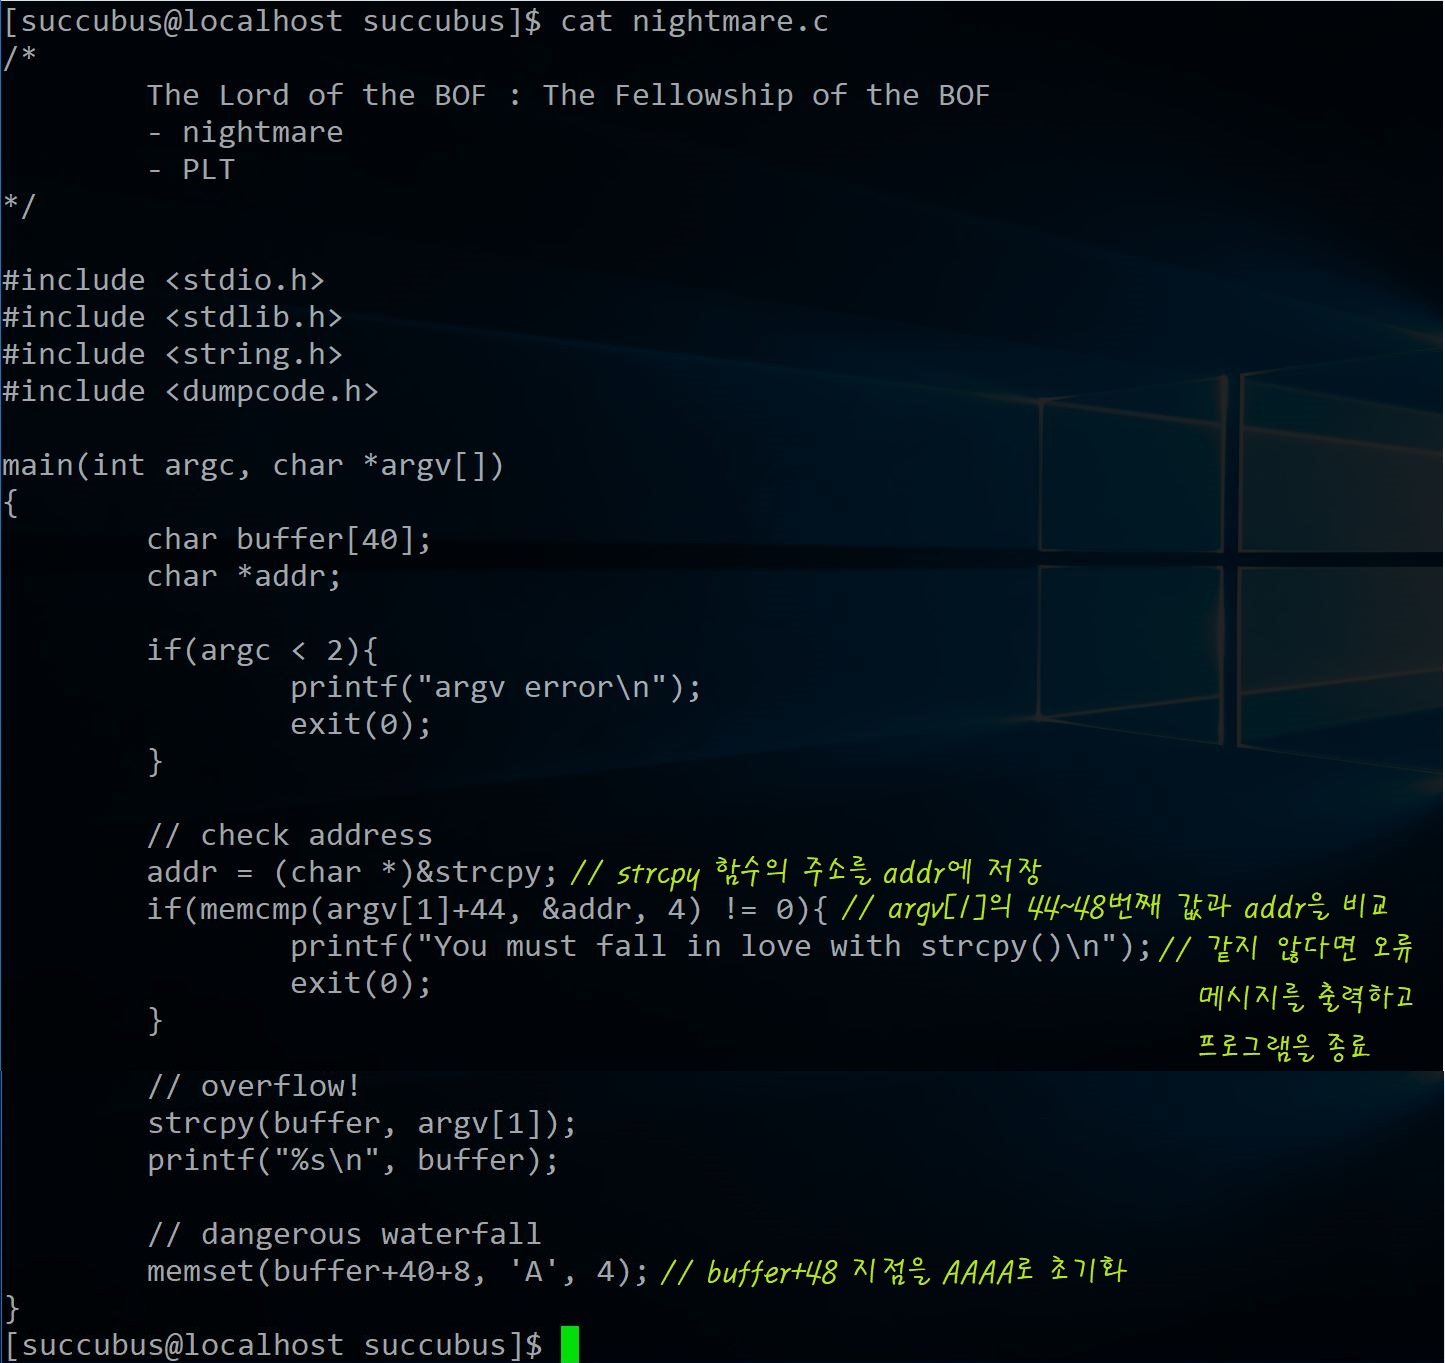 [succubus@localhost succubus]$ cat nightmare.c
/*
        The Lord of the BOF : The Fellowship of the BOF
        - nightmare
        - PLT
*/

#include <stdio.h>
#include <stdlib.h>
#include <string.h>
#include <dumpcode.h>

main(int argc, char *argv[])
{
        char buffer[40];
        char *addr;

        if(argc < 2){
                printf("argv error\n");
                exit(0);
        }

        // check address
        addr = (char *)&strcpy; // strcpy 함수의 주소를 addr에 저장
        if(memcmp(argv[1]+44, &addr, 4) != 0){ // argv[1]의 44~48번째 값과 addr을 비교
                printf("You must fall in love with strcpy()\n"); // 같지 않다면 오류
                exit(0); 메시지를 출력하고
        }
프로그램을 종료

        // overflow!
        strcpy(buffer, argv[1]);
        printf("%s\n", buffer);

        // dangerous waterfall
        memset(buffer+40+8, 'A', 4); // buffer+48 지점을 AAAA로 초기화
}
[succubus@localhost succubus]$